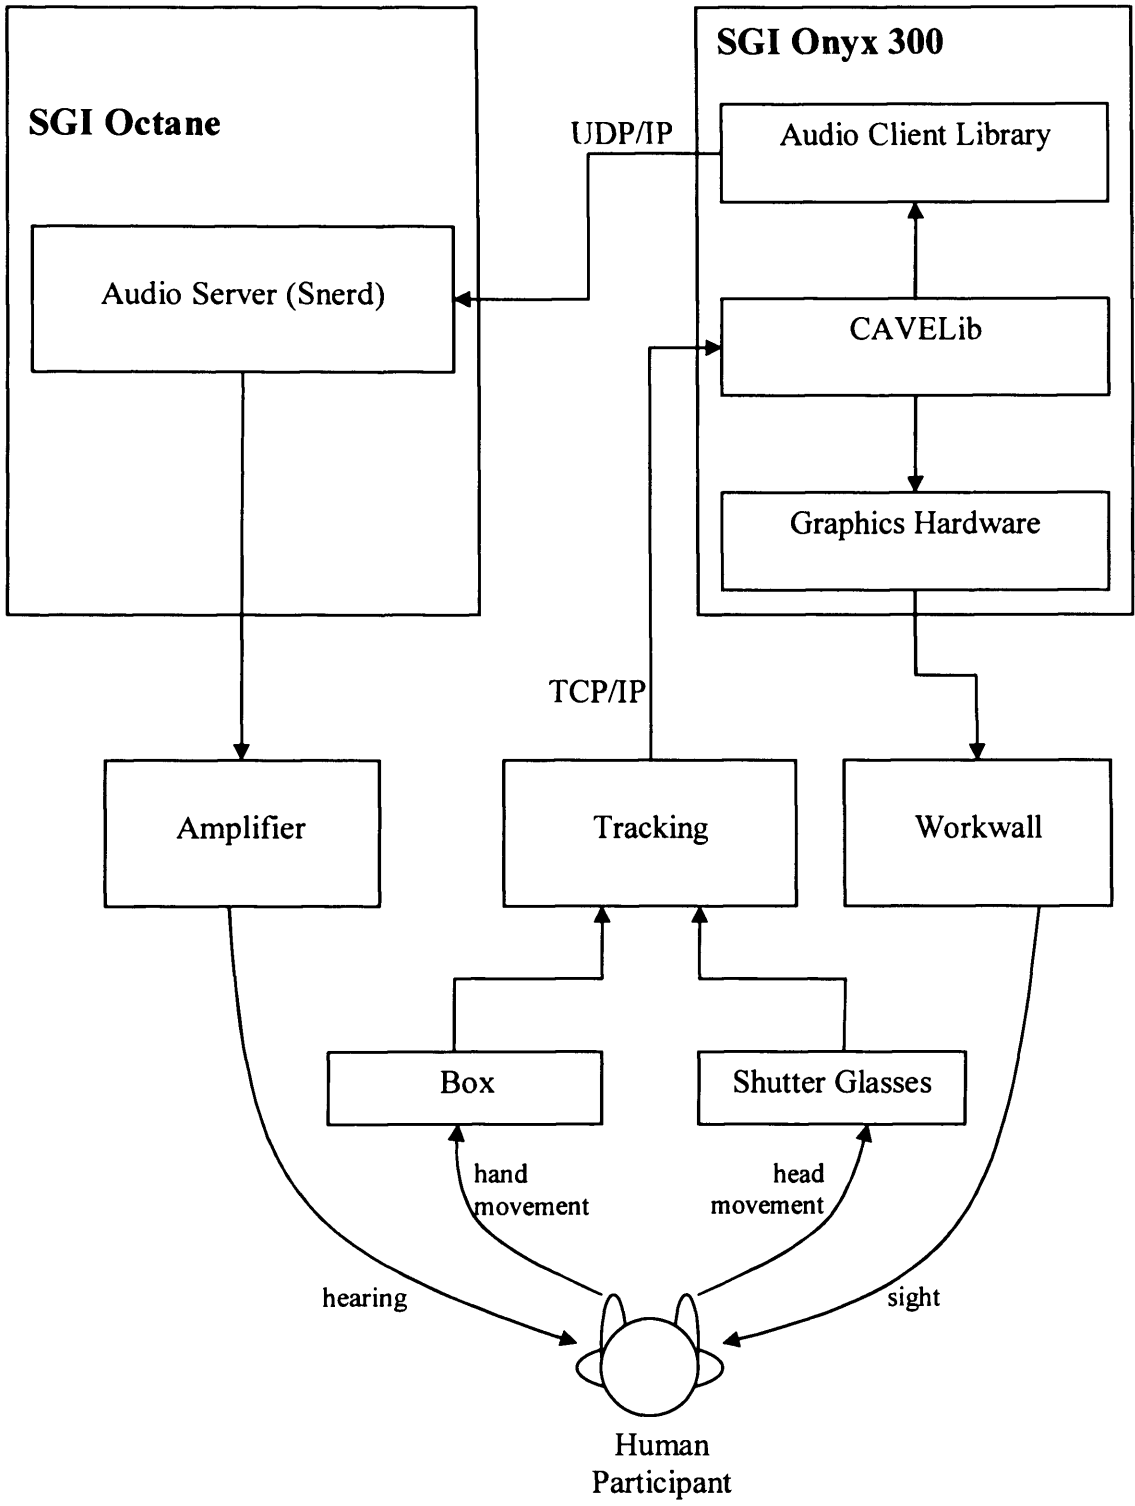 SGI Onyx 300
SGI Octane
UDP/IP
Audio Client Library
Audio Server (Snerd)
CAVELib
Graphics Hardware
TCP/IP
Amplifier
Tracking
Workwall
Box
Shutter Glasses
hand
movement
head
movement
hearing
sight
Human
Participant